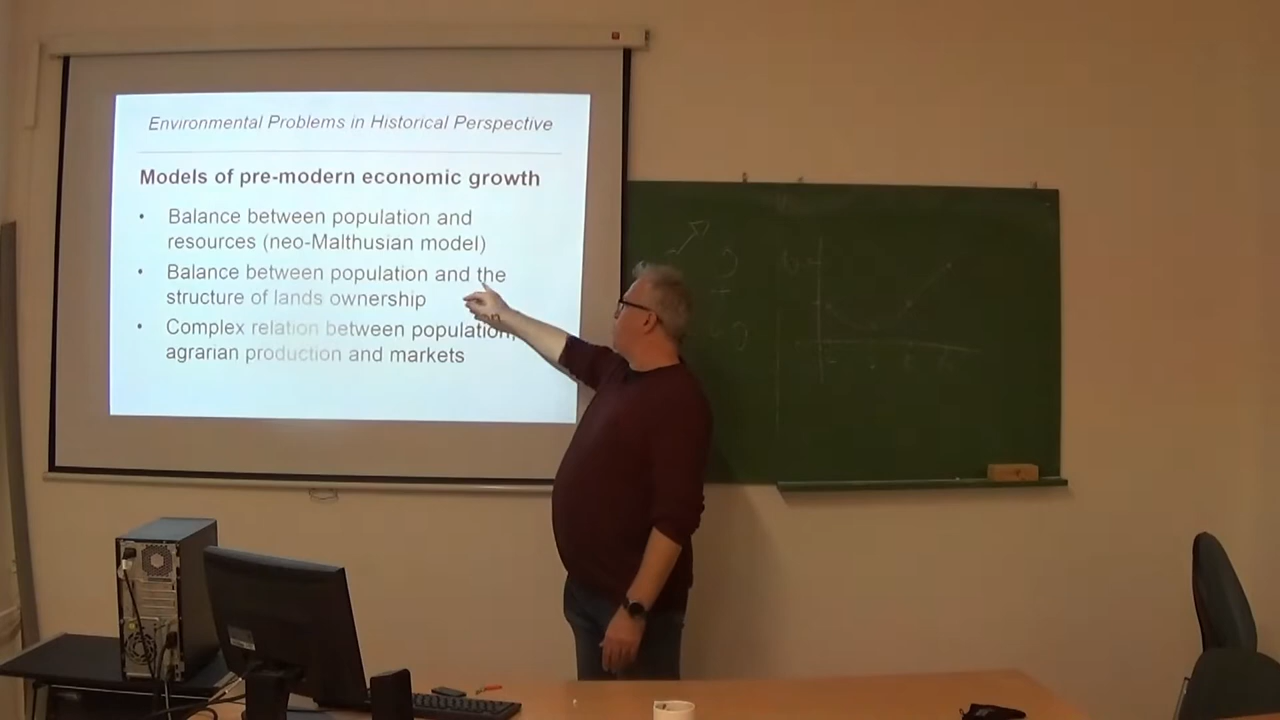 Environmental Problems in Historical Perspective
Models of pre-modern economic growth
• Balance between population and
resources (neo-Malthusian model)
• Balance between population and the
structure of lands ownership
• Complex relation between population,
agrarian production and markets